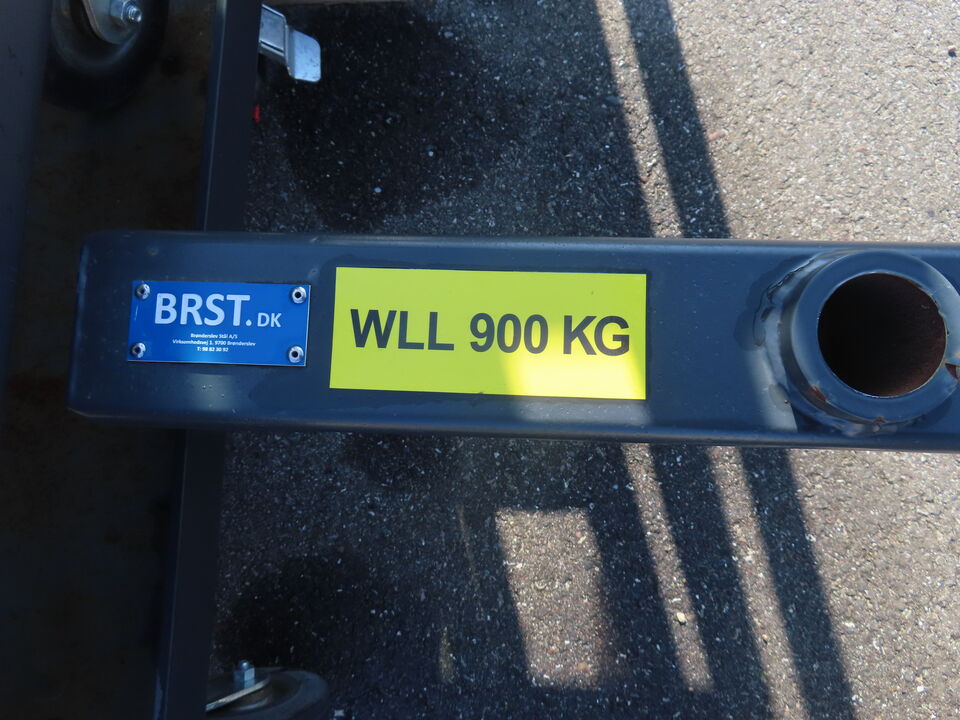 BRST.DK
Brønderslev Stål A/S
Virksomhedsvej 1, 9700 Brønderslev
T: 98 82 30 92
WLL 900 KG